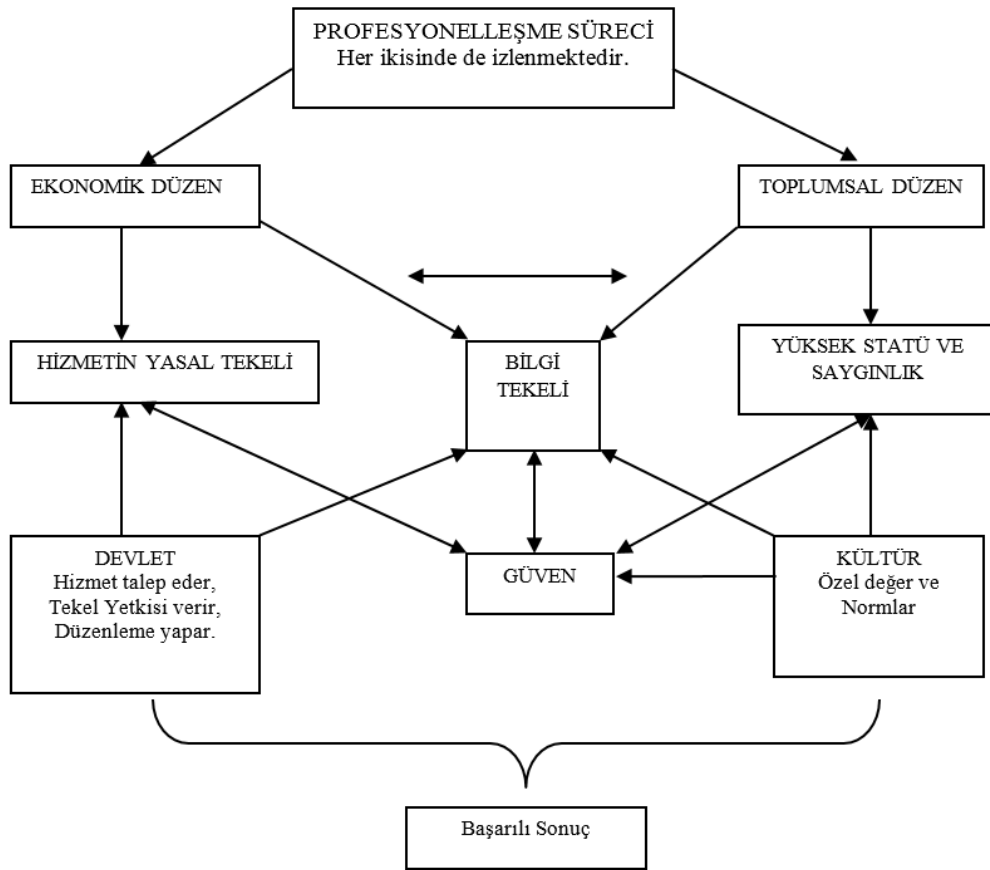 PROFESYONELLEŞME SÜRECİ
Her ikisinde de izlenmektedir.
EKONOMİK DÜZEN
TOPLUMSAL DÜZEN
HİZMETİN YASAL TEKELİ
BİLGİ
TEKELİ
YÜKSEK STATÜ VE
SAYGINLIK
DEVLET
Hizmet talep eder,
Tekel Yetkisi verir,
Düzenleme yapar.
GÜVEN
KÜLTÜR
Özel değer ve
Normlar
Başarılı Sonuç